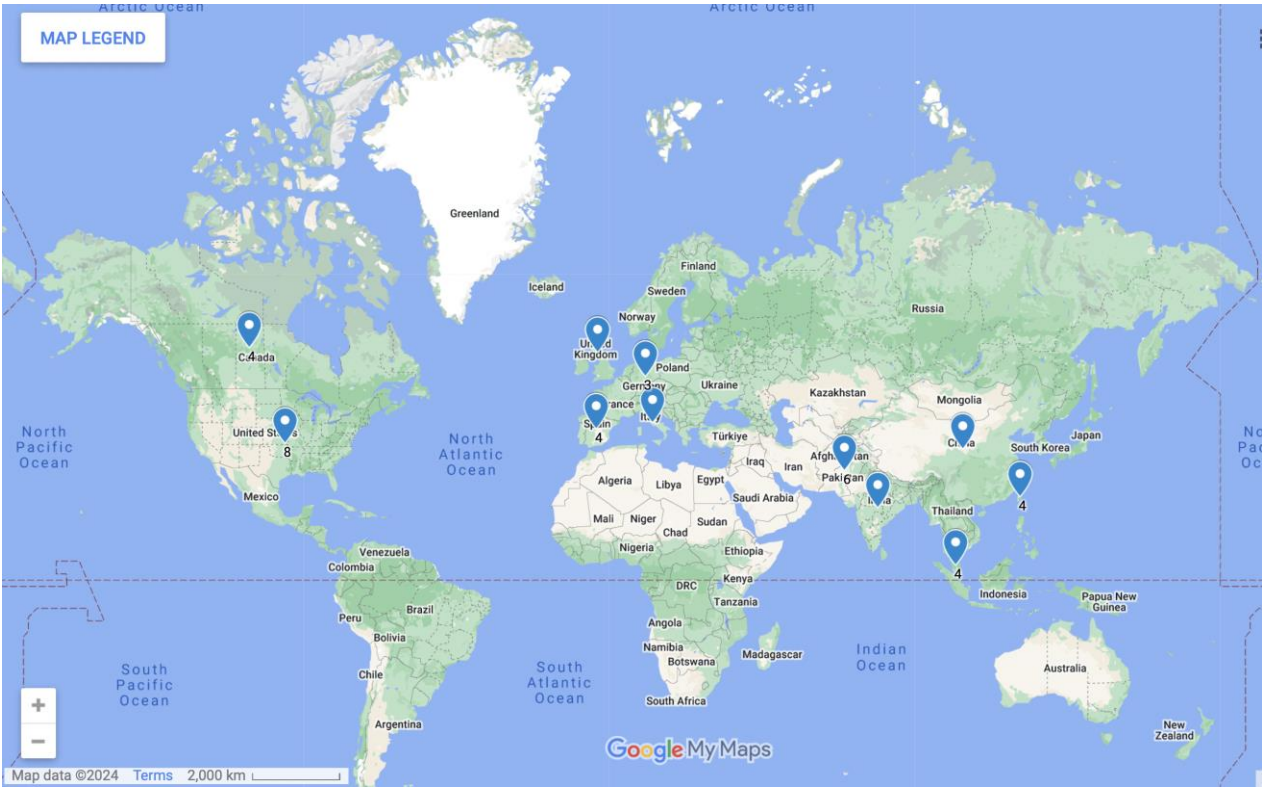 Arctic Ocean
Arctic Ocean
MAP LEGEND
Greenland
Finland
Iceland
Sweden
Norway
Russia
United
Kingdom
Canada
4
Poland
3
Germany
Ukraine
Kazakhstan
Mongolia
France
Italy
Spain
4
United States
8
North
Pacific
Ocean
North
Atlantic
Ocean
Türkiye
China
South Korea
Japan
Afghanistan
Iraq
Iran
Pakistan
6
Algeria
Libya
Egypt
Saudi Arabia
India
4
Mexico
Mali
Niger
Chad
Sudan
Thailand
Nigeria
Ethiopia
Venezuela
Colombia
4
DRC
Kenya
Indonesia
Papua New
Guinea
Tanzania
Brazil
Peru
Angola
Bolivia
Namibia
Botswana
Madagascar
Indian
Ocean
Australia
South
Pacific
Ocean
Chile
South
Atlantic
Ocean
South Africa
Argentina
New
Zealand
+
−
Google My Maps
Map data ©2024 Terms 2,000 km